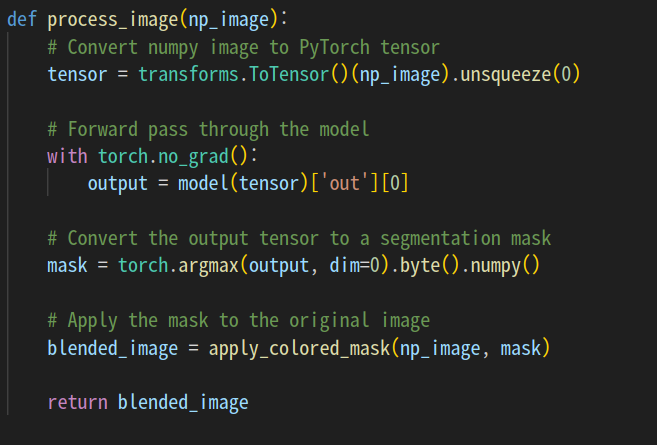 def process_image(np_image):
    # Convert numpy image to PyTorch tensor
    tensor = transforms.ToTensor()(np_image).unsqueeze(0)

    # Forward pass through the model
    with torch.no_grad():
        output = model(tensor)['out'][0]

    # Convert the output tensor to a segmentation mask
    mask = torch.argmax(output, dim=0).byte().numpy()

    # Apply the mask to the original image
    blended_image = apply_colored_mask(np_image, mask)

    return blended_image